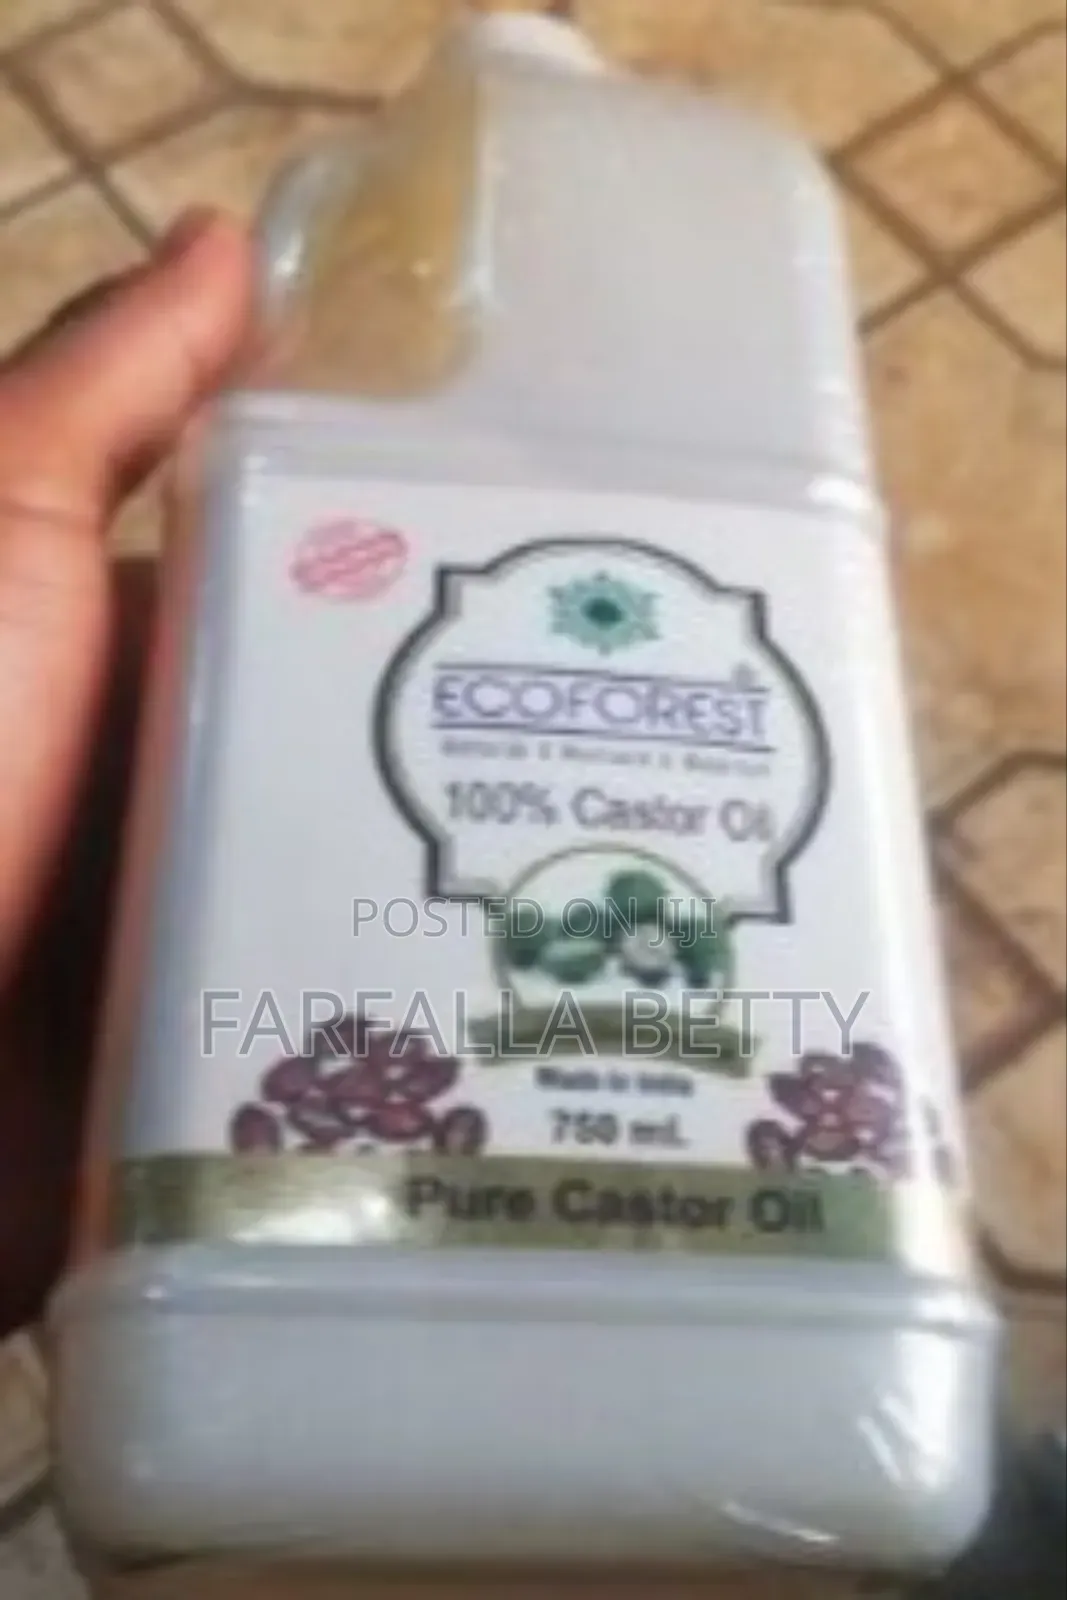 ECOFOREST
100% Castor Oil
POSTED ON JIJI
FARFALLA BETTY
Made in India
750 mL
Pure Castor Oil